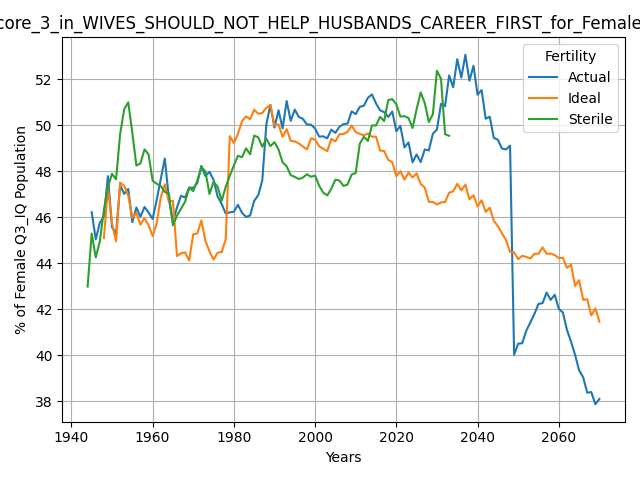 core_3_in_WIVES_SHOULD_NOT_HELP_HUSBANDS_CAREER_FIRST_for_Female
Fertility
Actual
Ideal
Sterile
% of Female Q3_IQ Population
52
50
48
46
44
42
40
38
1940
1960
1980
2000
2020
2040
2060
Years